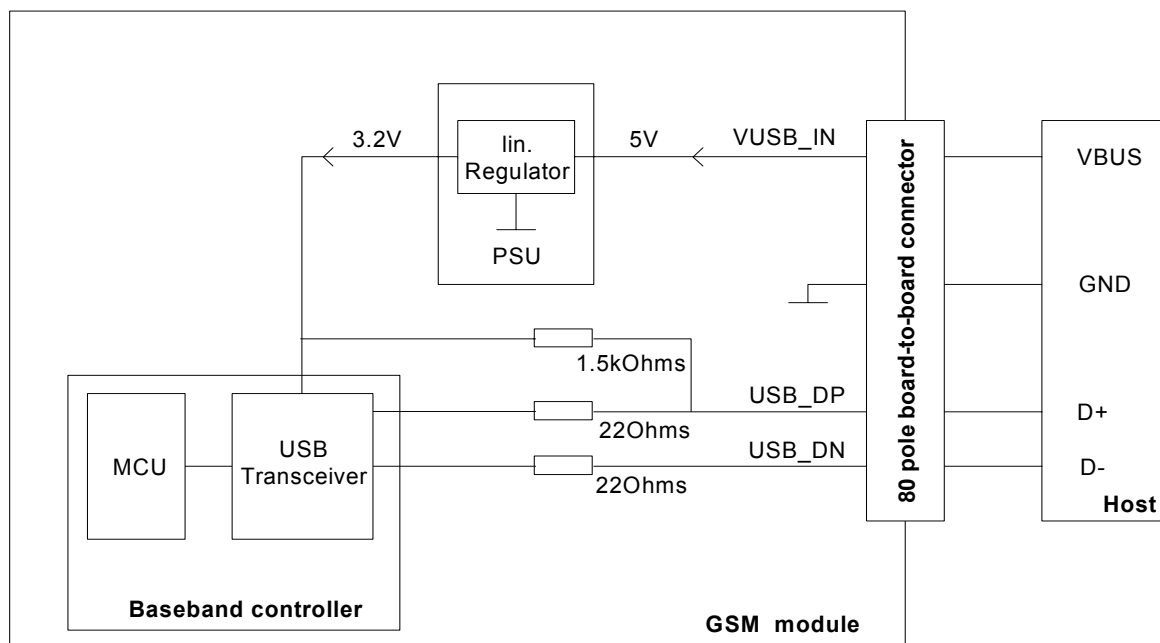 3.2V
lin.
Regulator
5V
VUSB_IN
PSU
80 pole board-to-board connector
VBUS
GND
1.5kOhms
USB_DP
22Ohms
USB_DN
22Ohms
D+
D-
Host
MCU
USB
Transceiver
Baseband controller
GSM module